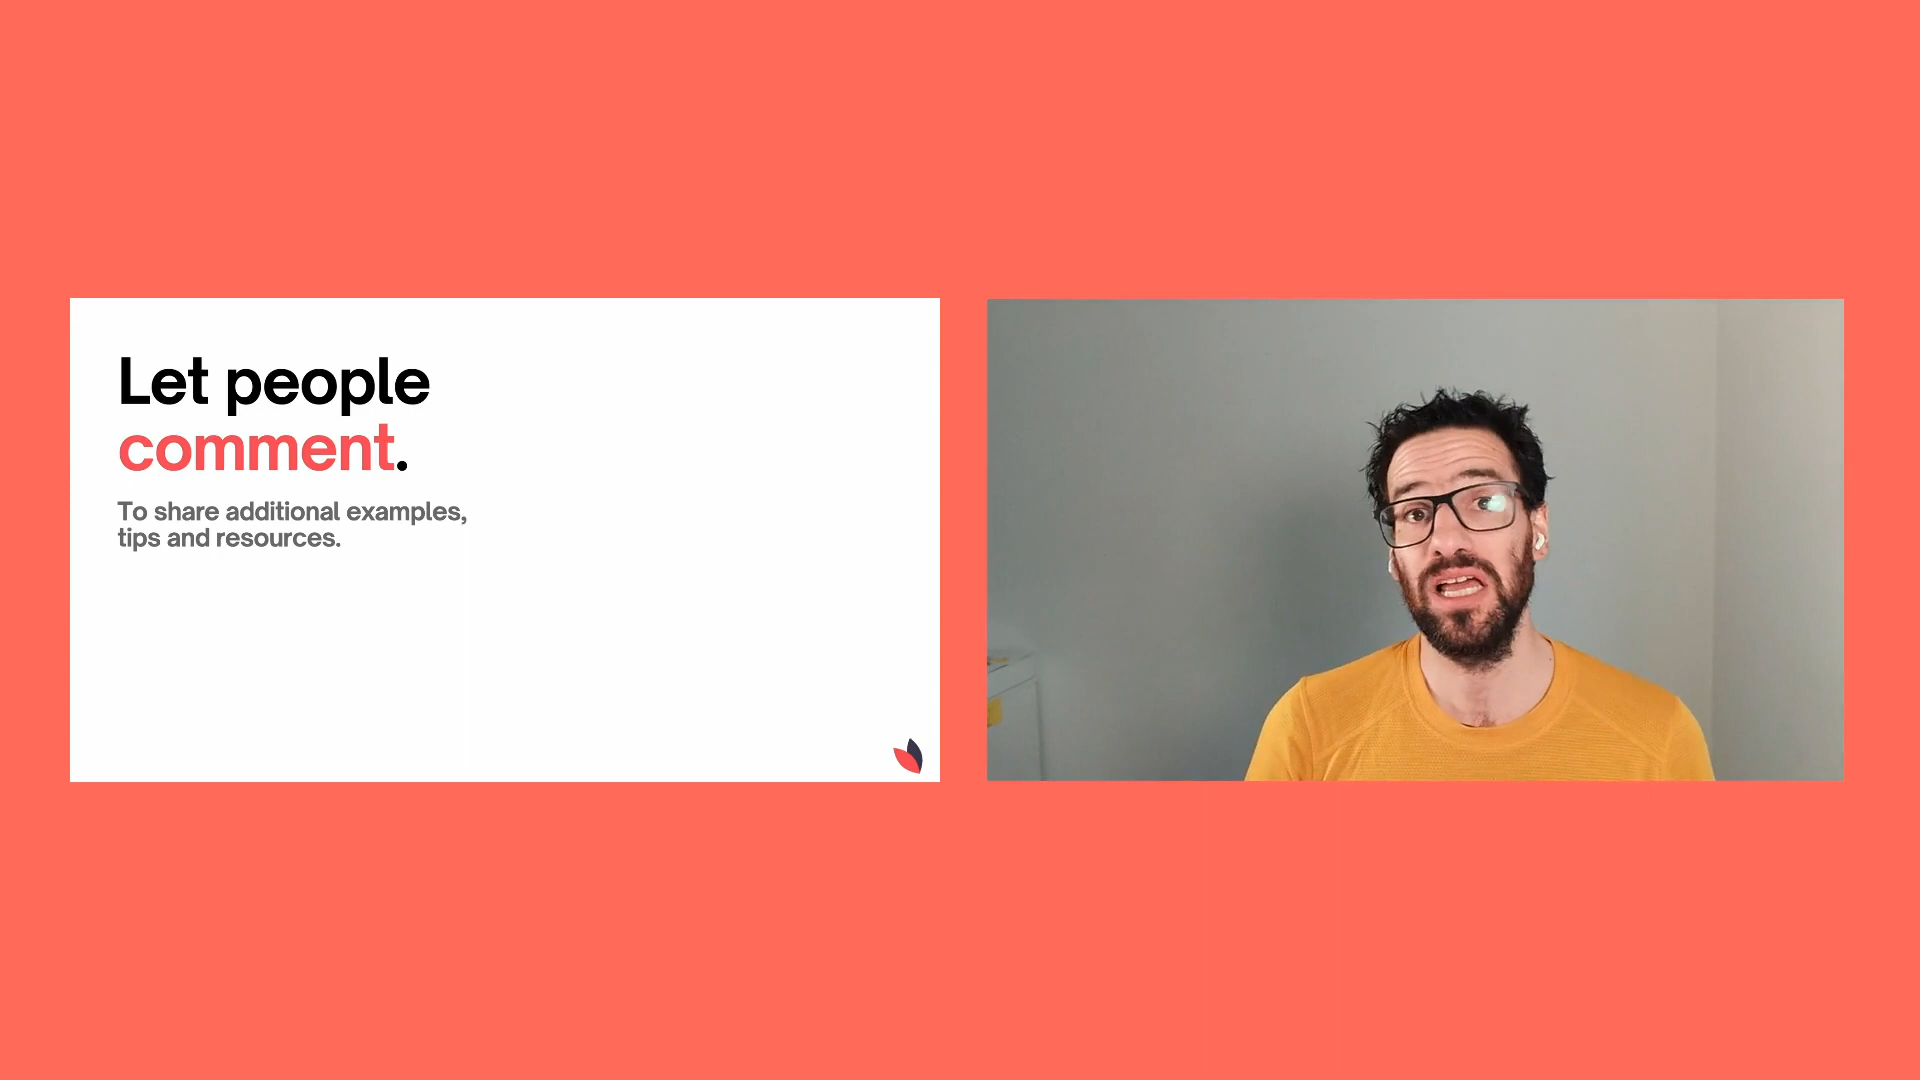 Let people
comment.
To share additional examples,
tips and resources.